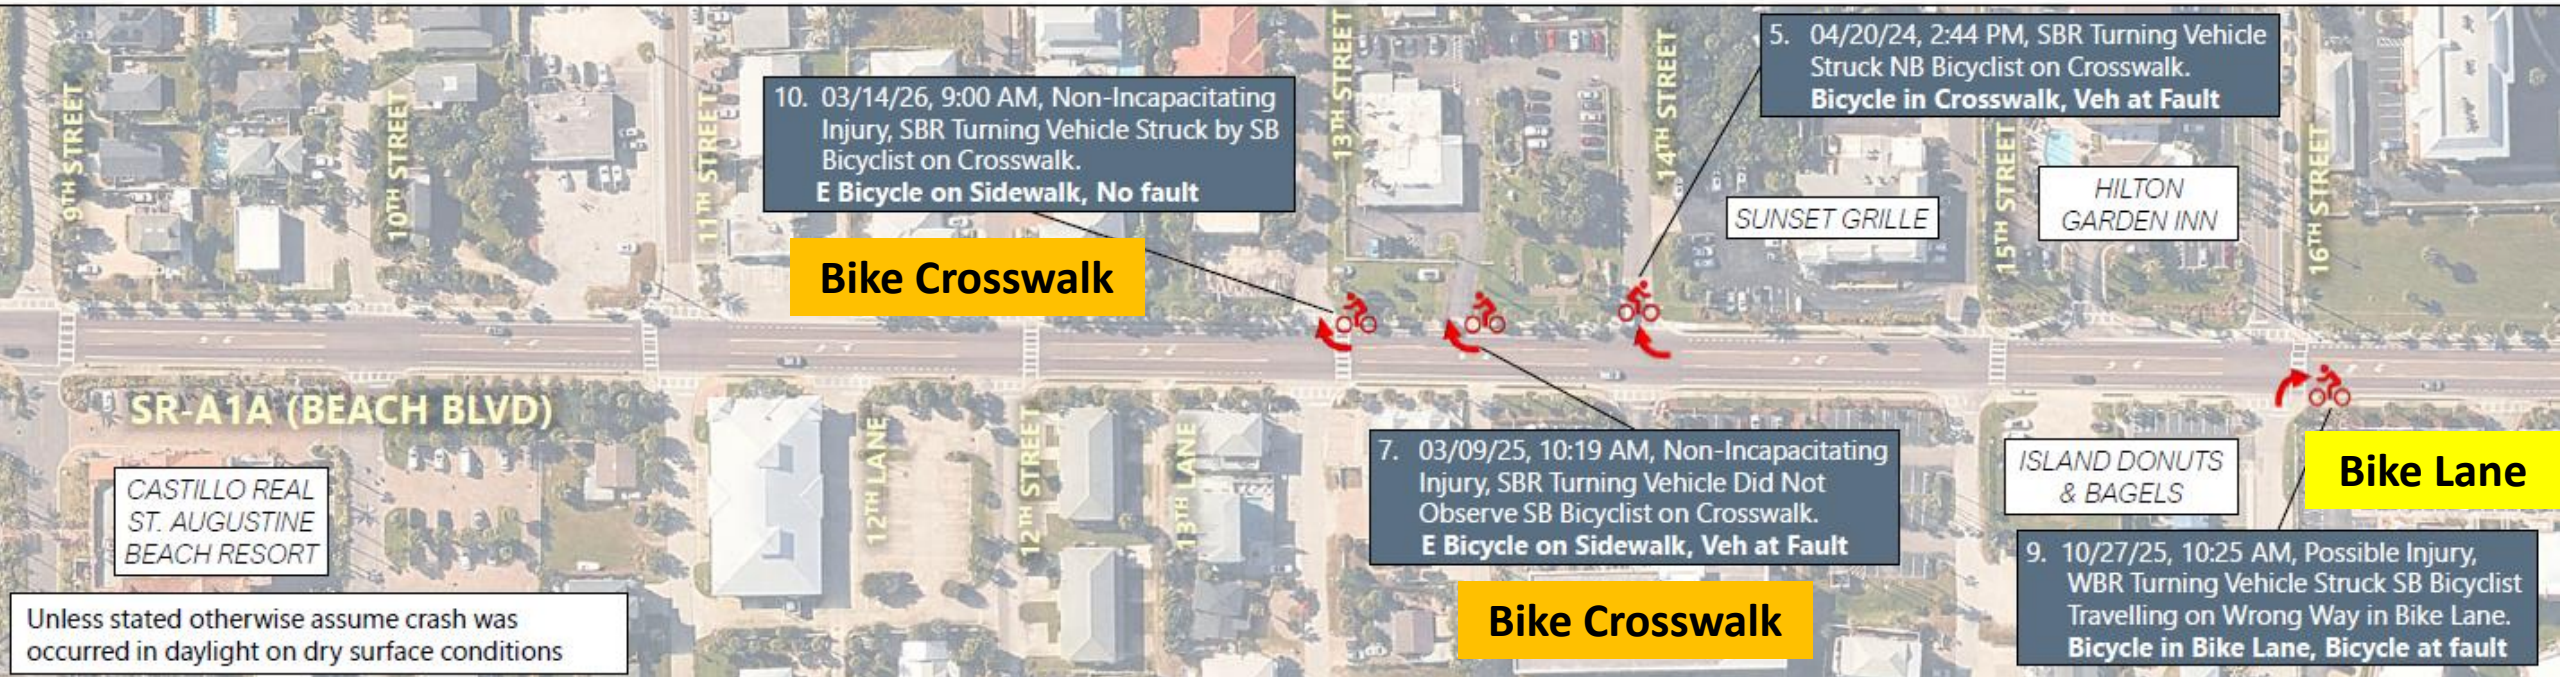 5. 04/20/24, 2:44 PM, SBR Turning Vehicle
Struck NB Bicyclist on Crosswalk.
Bicycle in Crosswalk, Veh at Fault
10. 03/14/26, 9:00 AM, Non-Incapacitating
Injury, SBR Turning Vehicle Struck by SB
Bicyclist on Crosswalk.
E Bicycle on Sidewalk, No fault
9TH STREET
10TH STREET
11TH STREET
13TH STREET
14TH STREET
15TH STREET
16TH STREET
SUNSET GRILLE
HILTON
GARDEN INN
Bike Crosswalk
SR-A1A (BEACH BLVD)
12TH LANE
12TH STREET
13TH LANE
CASTILLO REAL
ST. AUGUSTINE
BEACH RESORT
7. 03/09/25, 10:19 AM, Non-Incapacitating
Injury, SBR Turning Vehicle Did Not
Observe SB Bicyclist on Crosswalk.
E Bicycle on Sidewalk, Veh at Fault
Bike Crosswalk
ISLAND DONUTS
& BAGELS
Bike Lane
9. 10/27/25, 10:25 AM, Possible Injury,
WBR Turning Vehicle Struck SB Bicyclist
Travelling on Wrong Way in Bike Lane.
Bicycle in Bike Lane, Bicycle at fault
Unless stated otherwise assume crash was
occurred in daylight on dry surface conditions